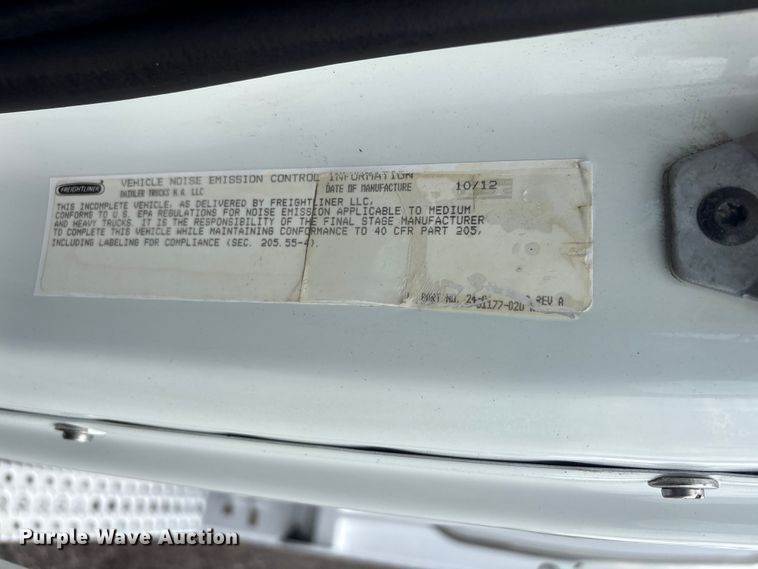 FREIGHTLINER
VEHICLE NOISE EMISSION CONTROL INFORMATION
DAIMLER TRUCKS N.A. LLC DATE OF MANUFACTURE 10/12
THIS INCOMPLETE VEHICLE, AS DELIVERED BY FREIGHTLINER LLC,
CONFORMS TO U.S. EPA REGULATIONS FOR NOISE EMISSION APPLICABLE TO MEDIUM
AND HEAVY TRUCKS. IT IS THE RESPONSIBILITY OF THE FINAL STAGE MANUFACTURER
TO COMPLETE THIS VEHICLE WHILE MAINTAINING CONFORMANCE TO 40 CFR PART 205,
INCLUDING LABELING FOR COMPLIANCE (SEC. 205.55-4).
PART NO. REV A
Purple Wave Auction